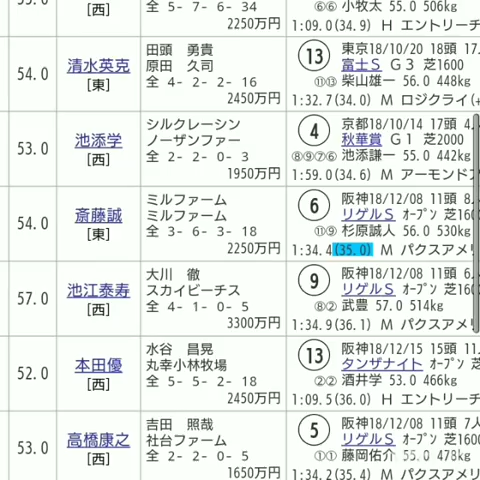 [西]
全 5- 7- 6- 34
2250万円
⑥⑥ 小牧太 55.0 506kg
1:09.0(34.9) H エントリーチ
54.0
清水英克
[東]
田頭 勇貴
原田 久司
全 4- 2- 2- 16
2450万円
13
東京18/10/20 18頭 17
富士S G3 芝1600
⑪⑬ 柴山雄一 56.0 448kg
1:32.7(34.0) M ロジクライ(+
53.0
池添学
[西]
シルクレーシン
ノーザンファー
全 2- 2- 0- 3
1950万円
4
京都18/10/14 17頭 4
秋華賞 G1 芝2000
⑧⑨⑦⑥ 池添謙一 55.0 442kg
1:59.0(34.6) M アーモンドア
54.0
斎藤誠
[東]
ミルファーム
ミルファーム
全 3- 6- 3- 18
2250万円
6
阪神18/12/08 11頭 8
リゲルS オープン 芝160
⑪⑨ 杉原誠人 56.0 530kg
1:34.4(35.0) M パクスアメリ
57.0
池江泰寿
[西]
大川 徹
スカイビーチス
全 4- 1- 0- 5
3300万円
9
阪神18/12/08 11頭 6
リゲルS オープン 芝160
⑧② 武豊 57.0 514kg
1:34.9(36.1) M パクスアメリ
52.0
本田優
[西]
水谷 昌晃
丸幸小林牧場
全 5- 5- 2- 18
2450万円
13
阪神18/12/15 15頭 11
タンザナイト オープン 芝
②② 酒井学 53.0 466kg
1:09.5(36.0) H エントリーチ
53.0
高橋康之
[西]
吉田 照哉
社台ファーム
全 2- 2- 0- 5
1650万円
5
阪神18/12/08 11頭 7人
リゲルS オープン 芝1600
①① 藤岡佑介 55.0 478kg
1:34.2(35.4) M パクスアメリ